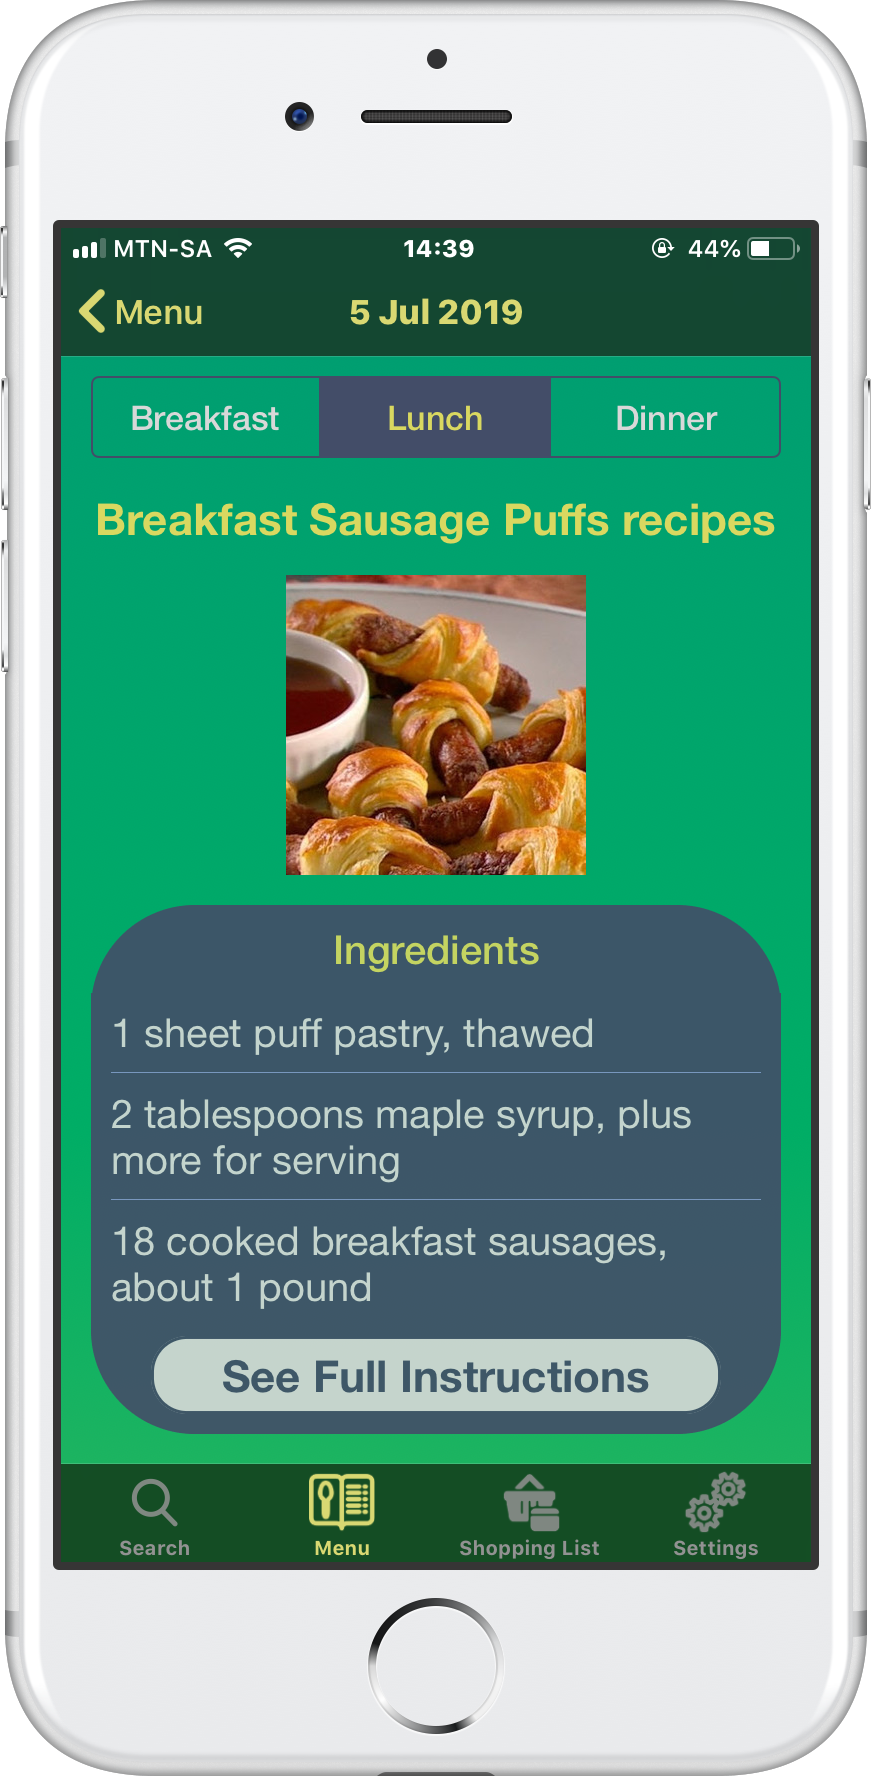 MTN-SA 14:39 44%
Menu 5 Jul 2019
Breakfast Lunch Dinner
Breakfast Sausage Puffs recipes
Ingredients
1 sheet puff pastry, thawed
2 tablespoons maple syrup, plus
more for serving
18 cooked breakfast sausages,
about 1 pound
See Full Instructions
Search Menu Shopping List Settings